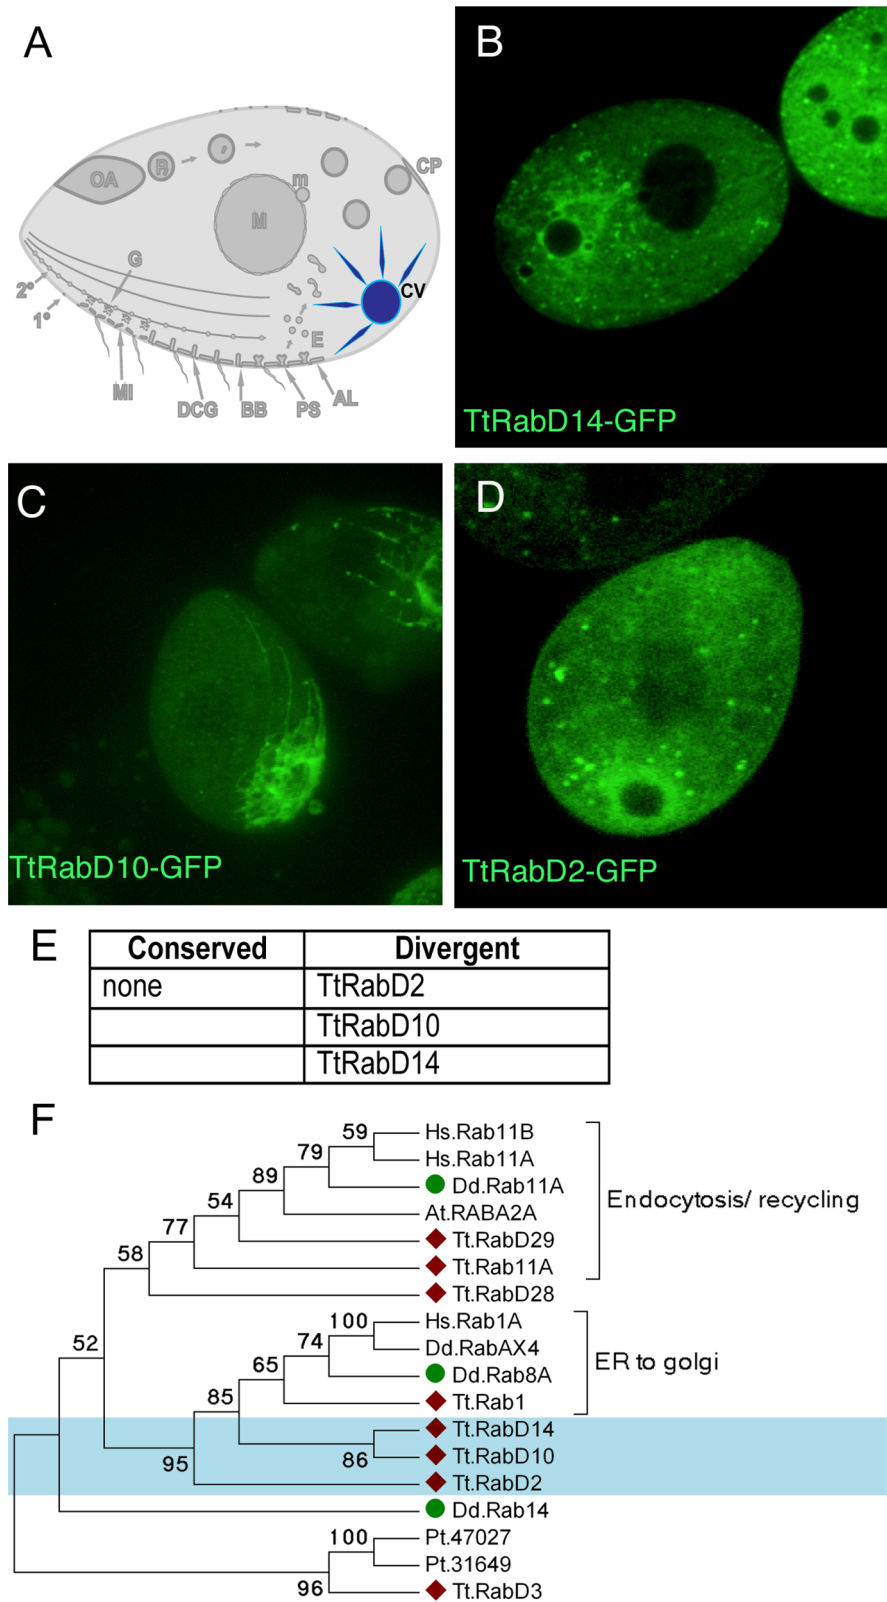 A
OA
P
CP
m
M
G
CV
2°
1°
E
MI
DCG
BB
PS
AL
B
TtRabD14-GFP
C
TtRabD10-GFP
D
TtRabD2-GFP
E
Conserved Divergent
none TtRabD2
TtRabD10
TtRabD14
F
59 Hs.Rab11B
79 Hs.Rab11A
89 Dd.Rab11A
Endocytosis/ recycling
54 At.RABA2A
77 Tt.RabD29
58 Tt.Rab11A
Tt.RabD28
100 Hs.Rab1A
52 74 Dd.RabAX4
ER to golgi
65 Dd.Rab8A
85 Tt.Rab1
Tt.RabD14
95 86 Tt.RabD10
Tt.RabD2
Dd.Rab14
100 Pt.47027
Pt.31649
96 Tt.RabD3